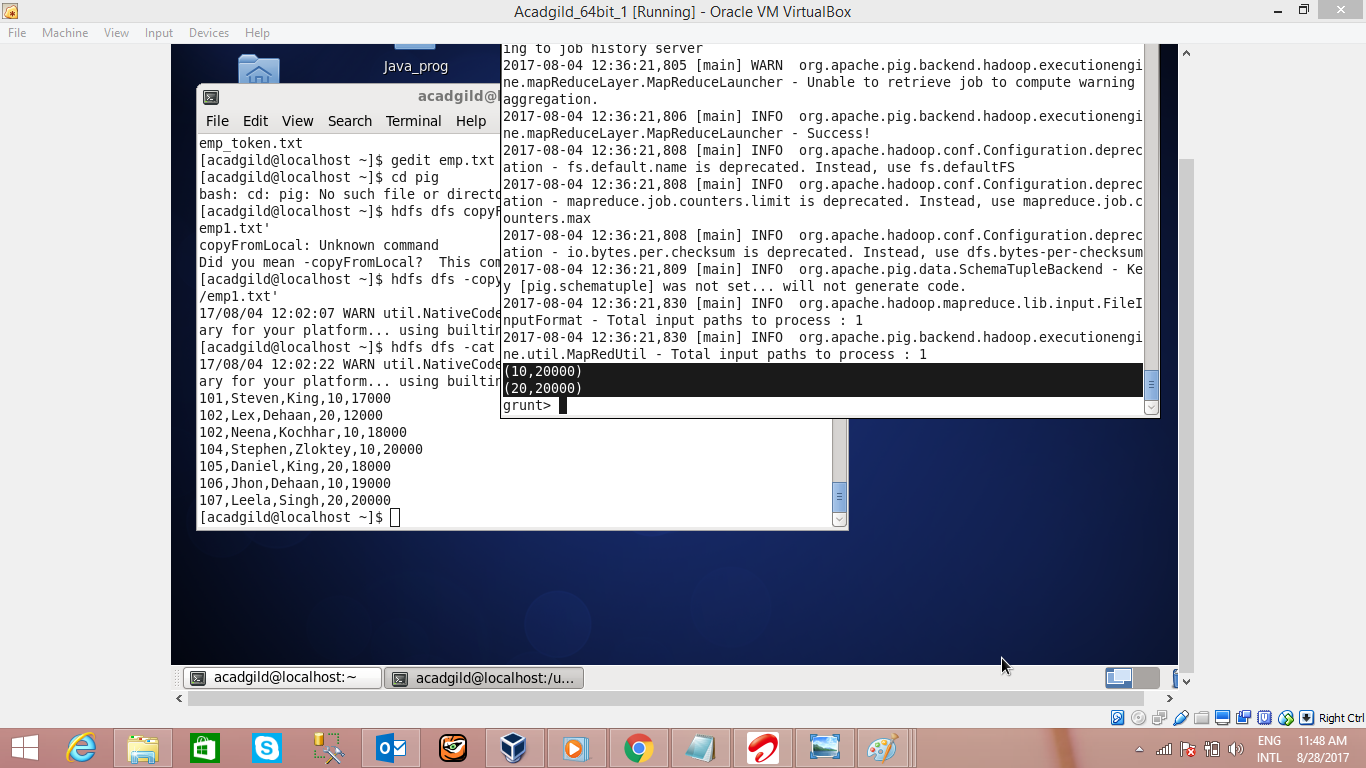 Acadgild_64bit_1 [Running] - Oracle VM VirtualBox
File Machine View Input Devices Help
Java_prog
acadgild@l
File Edit View Search Terminal Help
emp_token.txt
[acadgild@localhost ~]$ gedit emp.txt
[acadgild@localhost ~]$ cd pig
bash: cd: pig: No such file or directo
[acadgild@localhost ~]$ hdfs dfs copyF
emp1.txt'
copyFromLocal: Unknown command
Did you mean -copyFromLocal?  This com
[acadgild@localhost ~]$ hdfs dfs -copy
/emp1.txt'
17/08/04 12:02:07 WARN util.NativeCode
ary for your platform... using builtin
[acadgild@localhost ~]$ hdfs dfs -cat
17/08/04 12:02:22 WARN util.NativeCode
ary for your platform... using builtin
101,Steven,King,10,17000
102,Lex,Dehaan,20,12000
102,Neena,Kochhar,10,18000
104,Stephen,Zloktey,10,20000
105,Daniel,King,20,18000
106,Jhon,Dehaan,10,19000
107,Leela,Singh,20,20000
[acadgild@localhost ~]$
ing to job history server
2017-08-04 12:36:21,805 [main] WARN  org.apache.pig.backend.hadoop.executionengi
ne.mapReduceLayer.MapReduceLauncher - Unable to retrieve job to compute warning
aggregation.
2017-08-04 12:36:21,806 [main] INFO  org.apache.pig.backend.hadoop.executionengi
ne.mapReduceLayer.MapReduceLauncher - Success!
2017-08-04 12:36:21,808 [main] INFO  org.apache.hadoop.conf.Configuration.deprec
ation - fs.default.name is deprecated. Instead, use fs.defaultFS
2017-08-04 12:36:21,808 [main] INFO  org.apache.hadoop.conf.Configuration.deprec
ation - mapreduce.job.counters.limit is deprecated. Instead, use mapreduce.job.c
ounters.max
2017-08-04 12:36:21,808 [main] INFO  org.apache.hadoop.conf.Configuration.deprec
ation - io.bytes.per.checksum is deprecated. Instead, use dfs.bytes-per-checksum
2017-08-04 12:36:21,809 [main] INFO  org.apache.pig.data.SchemaTupleBackend - Ke
y [pig.schematuple] was not set... will not generate code.
2017-08-04 12:36:21,830 [main] INFO  org.apache.hadoop.mapreduce.lib.input.FileI
nputFormat - Total input paths to process : 1
2017-08-04 12:36:21,830 [main] INFO  org.apache.pig.backend.hadoop.executionengi
ne.util.MapRedUtil - Total input paths to process : 1
(10,20000)
(20,20000)
grunt>
acadgild@localhost:~
acadgild@localhost:/u...
Right Ctrl
ENG 11:48 AM
INTL 8/28/2017